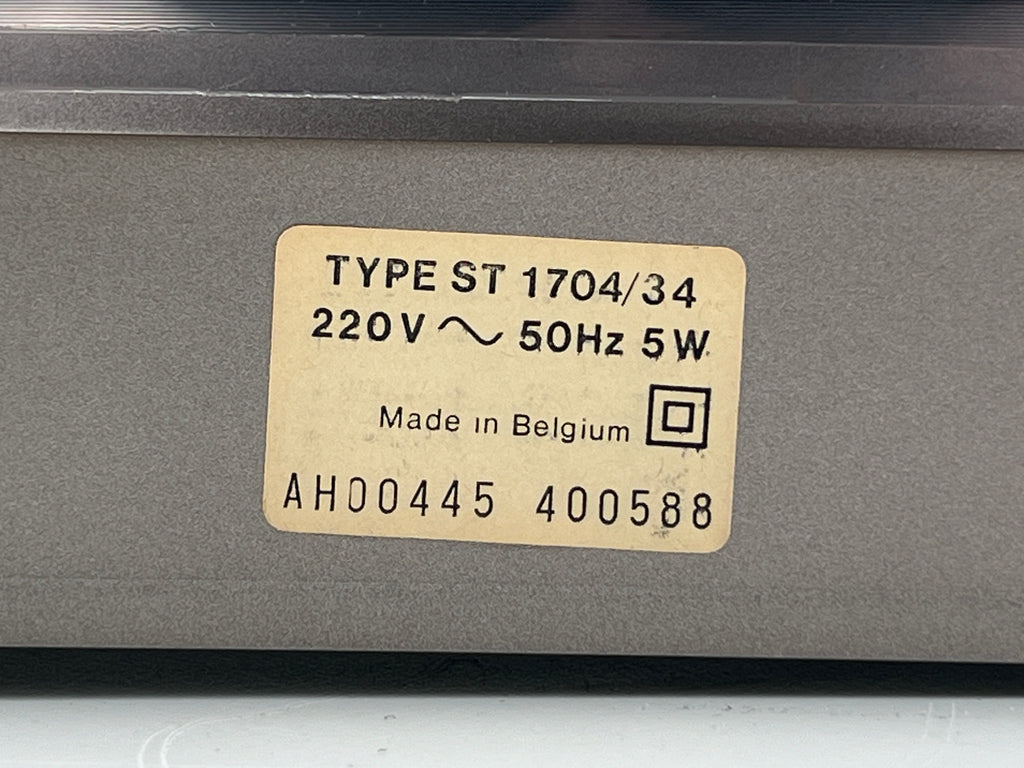 TYPE ST 1704/34
220V ~ 50Hz 5W
Made in Belgium
AH00445 400588